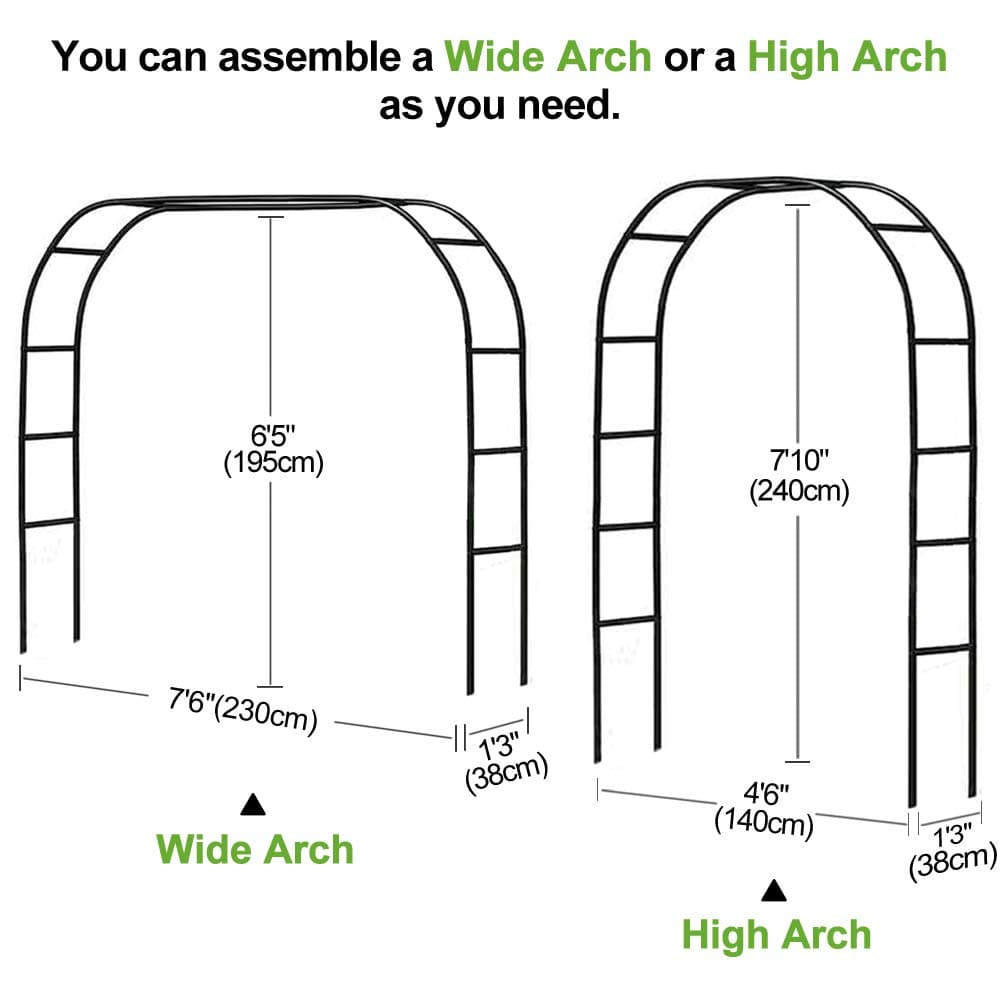 You can assemble a Wide Arch or a High Arch
as you need.
6'5"
(195cm)
7'6"(230cm)
1'3"
(38cm)
Wide Arch
7'10"
(240cm)
4'6"
(140cm)
1'3"
(38cm)
High Arch